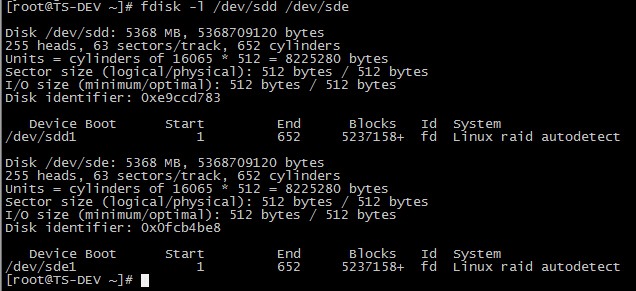 [root@TS-DEV ~]# fdisk -l /dev/sdd /dev/sde
Disk /dev/sdd: 5368 MB, 5368709120 bytes
255 heads, 63 sectors/track, 652 cylinders
Units = cylinders of 16065 * 512 = 8225280 bytes
Sector size (logical/physical): 512 bytes / 512 bytes
I/O size (minimum/optimal): 512 bytes / 512 bytes
Disk identifier: 0xe9ccd783
Device Boot Start End Blocks Id System
/dev/sdd1 1 652 5237158+ fd Linux raid autodetect
Disk /dev/sde: 5368 MB, 5368709120 bytes
255 heads, 63 sectors/track, 652 cylinders
Units = cylinders of 16065 * 512 = 8225280 bytes
Sector size (logical/physical): 512 bytes / 512 bytes
I/O size (minimum/optimal): 512 bytes / 512 bytes
Disk identifier: 0x0fcb4be8
Device Boot Start End Blocks Id System
/dev/sde1 1 652 5237158+ fd Linux raid autodetect
[root@TS-DEV ~]#